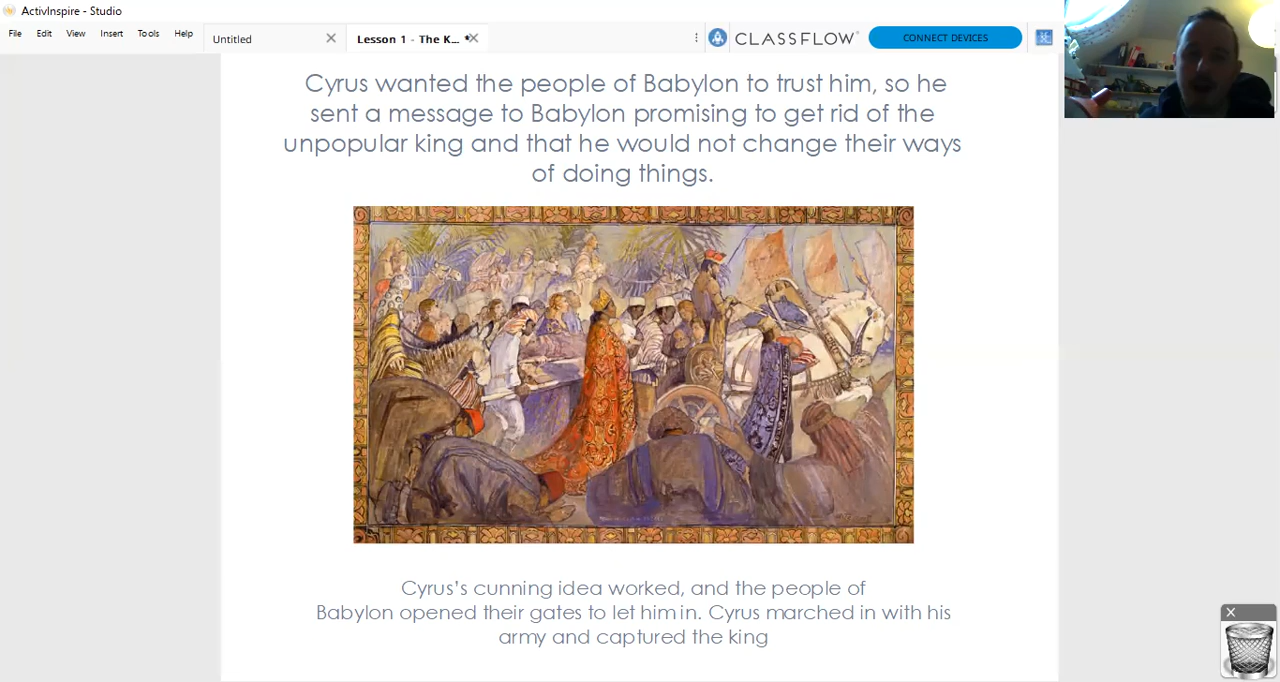 ActivInspire - Studio
File Edit View Insert Tools Help
Untitled
Lesson 1 - The K...
CLASSFLOW
CONNECT DEVICES
Cyrus wanted the people of Babylon to trust him, so he
sent a message to Babylon promising to get rid of the
unpopular king and that he would not change their ways
of doing things.
Cyrus's cunning idea worked, and the people of
Babylon opened their gates to let him in. Cyrus marched in with his
army and captured the king